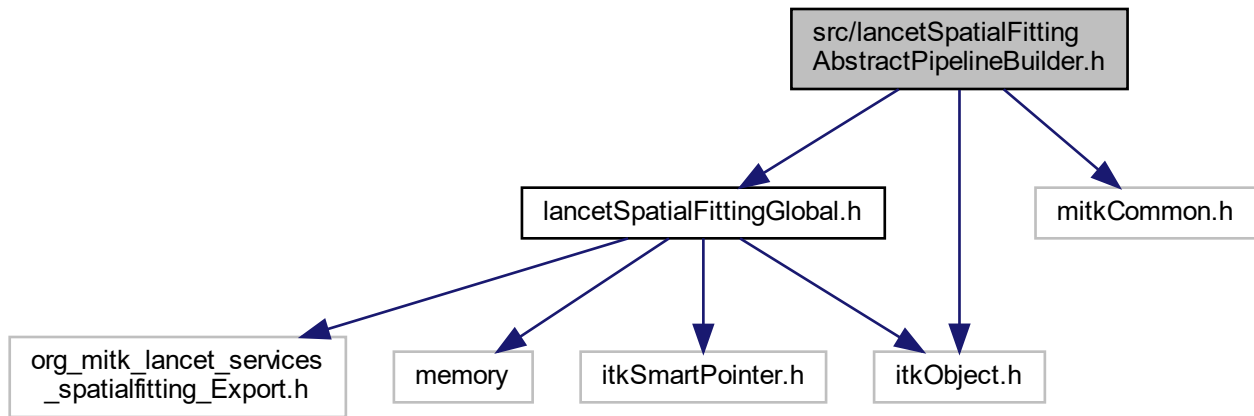 src/lancetSpatialFitting
AbstractPipelineBuilder.h
lancetSpatialFittingGlobal.h
mitkCommon.h
org_mitk_lancet_services
_spatialfitting_Export.h
memory
itkSmartPointer.h
itkObject.h